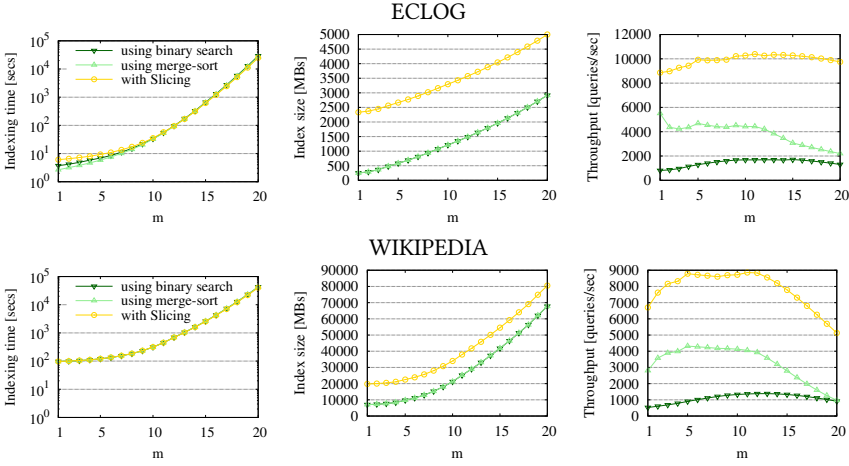 ECLOG
Indexing time [secs]
10^5
10^4
10^3
10^2
10^1
10^0
using binary search
using merge-sort
with Slicing
1 5 10 15 20
m
Index size [MBs]
5000
4500
4000
3500
3000
2500
2000
1500
1000
500
0
1 5 10 15 20
m
Throughput [queries/sec]
12000
10000
8000
6000
4000
2000
0
1 5 10 15 20
m
WIKIPEDIA
Indexing time [secs]
10^5
10^4
10^3
10^2
10^1
10^0
using binary search
using merge-sort
with Slicing
1 5 10 15 20
m
Index size [MBs]
90000
80000
70000
60000
50000
40000
30000
20000
10000
0
1 5 10 15 20
m
Throughput [queries/sec]
9000
8000
7000
6000
5000
4000
3000
2000
1000
0
1 5 10 15 20
m